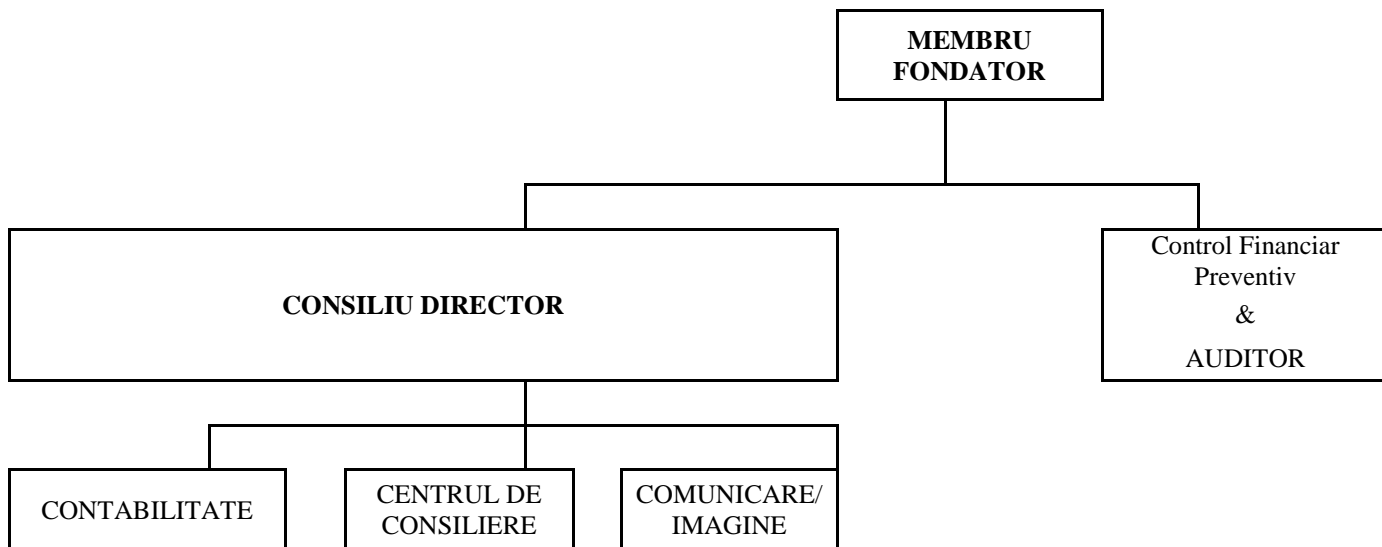 MEMBRU
FONDATOR
CONSILIU DIRECTOR
Control Financiar
Preventiv
&
AUDITOR
CONTABILITATE
CENTRUL DE
CONSILIERE
COMUNICARE/
IMAGINE